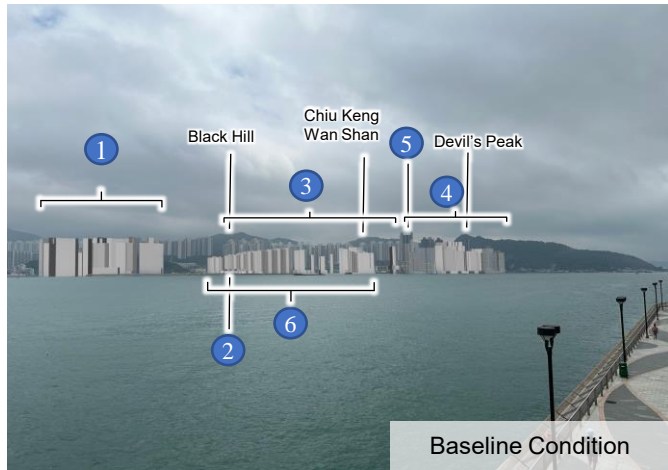 1
Black Hill
Chiu Keng
Wan Shan
5
Devil's Peak
3
4
2
6
Baseline Condition